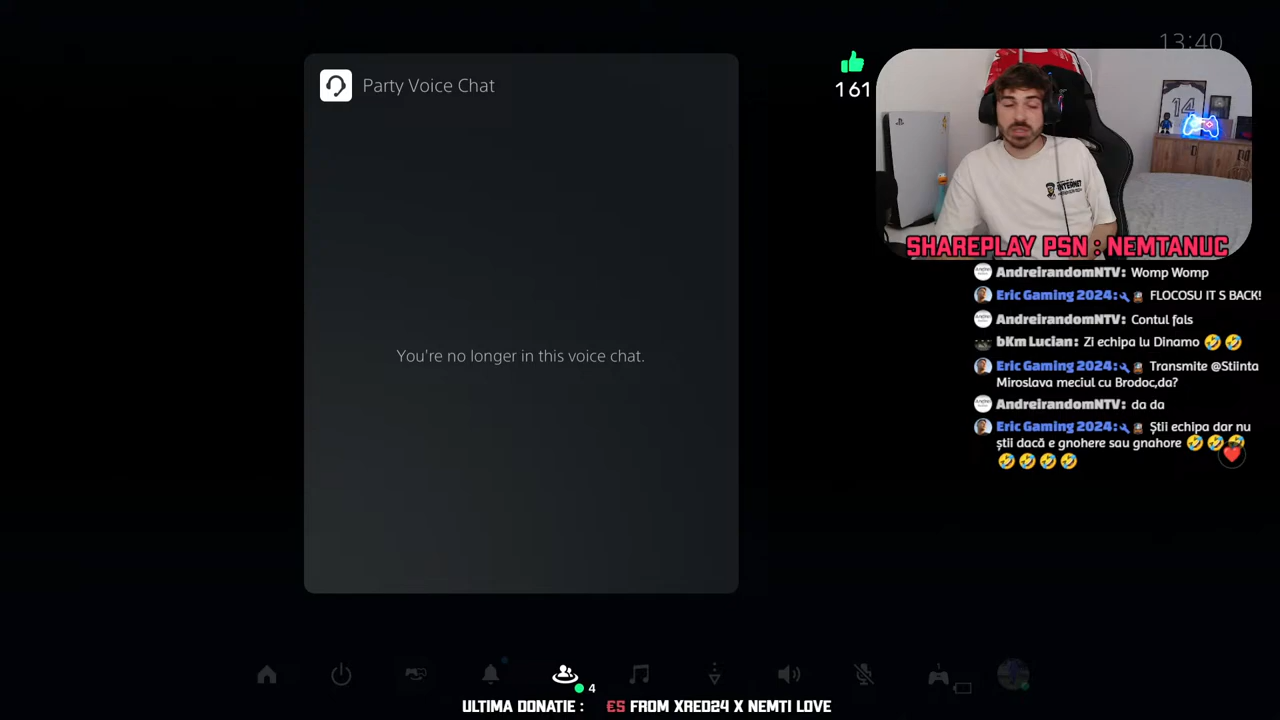 13:40
Party Voice Chat
161
14
INTERNET
SHAREPLAY PSN : NEMTANUC
AndreirandomNTV: Womp Womp
Eric Gaming 2024: FLOCOSU IT S BACK!
AndreirandomNTV: Contul fals
bKm Lucian: Zi echipa lu Dinamo 🤣 🤣
You're no longer in this voice chat.
Eric Gaming 2024: Transmite @Stiinta
Miroslava meciul cu Brodoc,da?
AndreirandomNTV: da da
Eric Gaming 2024: Știi echipa dar nu
știi dacă e gnohere sau gnahore 🤣 🤣 🤣
🤣 🤣 🤣 🤣
4
ULTIMA DONATIE : €5 FROM XRED24 X NEMTI LOVE